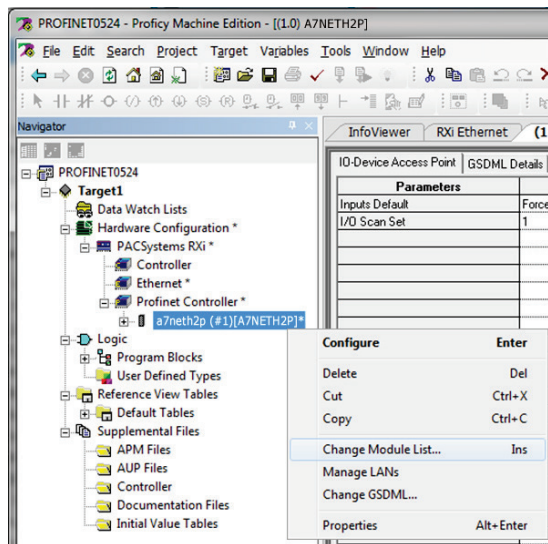 PROFINET0524 - Proficy Machine Edition - [(1.0) A7NETH2P]
File Edit Search Project Target Variables Tools Window Help
Navigator
InfoViewer RXi Ethernet (1
IO-Device Access Point GSDML Details
Parameters
Inputs Default Force
I/O Scan Set 1
PROFINET0524
Target1
Data Watch Lists
Hardware Configuration *
PACSystems RXi *
Controller
Ethernet *
Profinet Controller *
a7neth2p (#1)[A7NETH2P]*
Logic
Program Blocks
User Defined Types
Reference View Tables
Default Tables
Supplemental Files
APM Files
AUP Files
Controller
Documentation Files
Initial Value Tables
Configure Enter
Delete Del
Cut Ctrl+X
Copy Ctrl+C
Change Module List... Ins
Manage LANs
Change GSDML...
Properties Alt+Enter